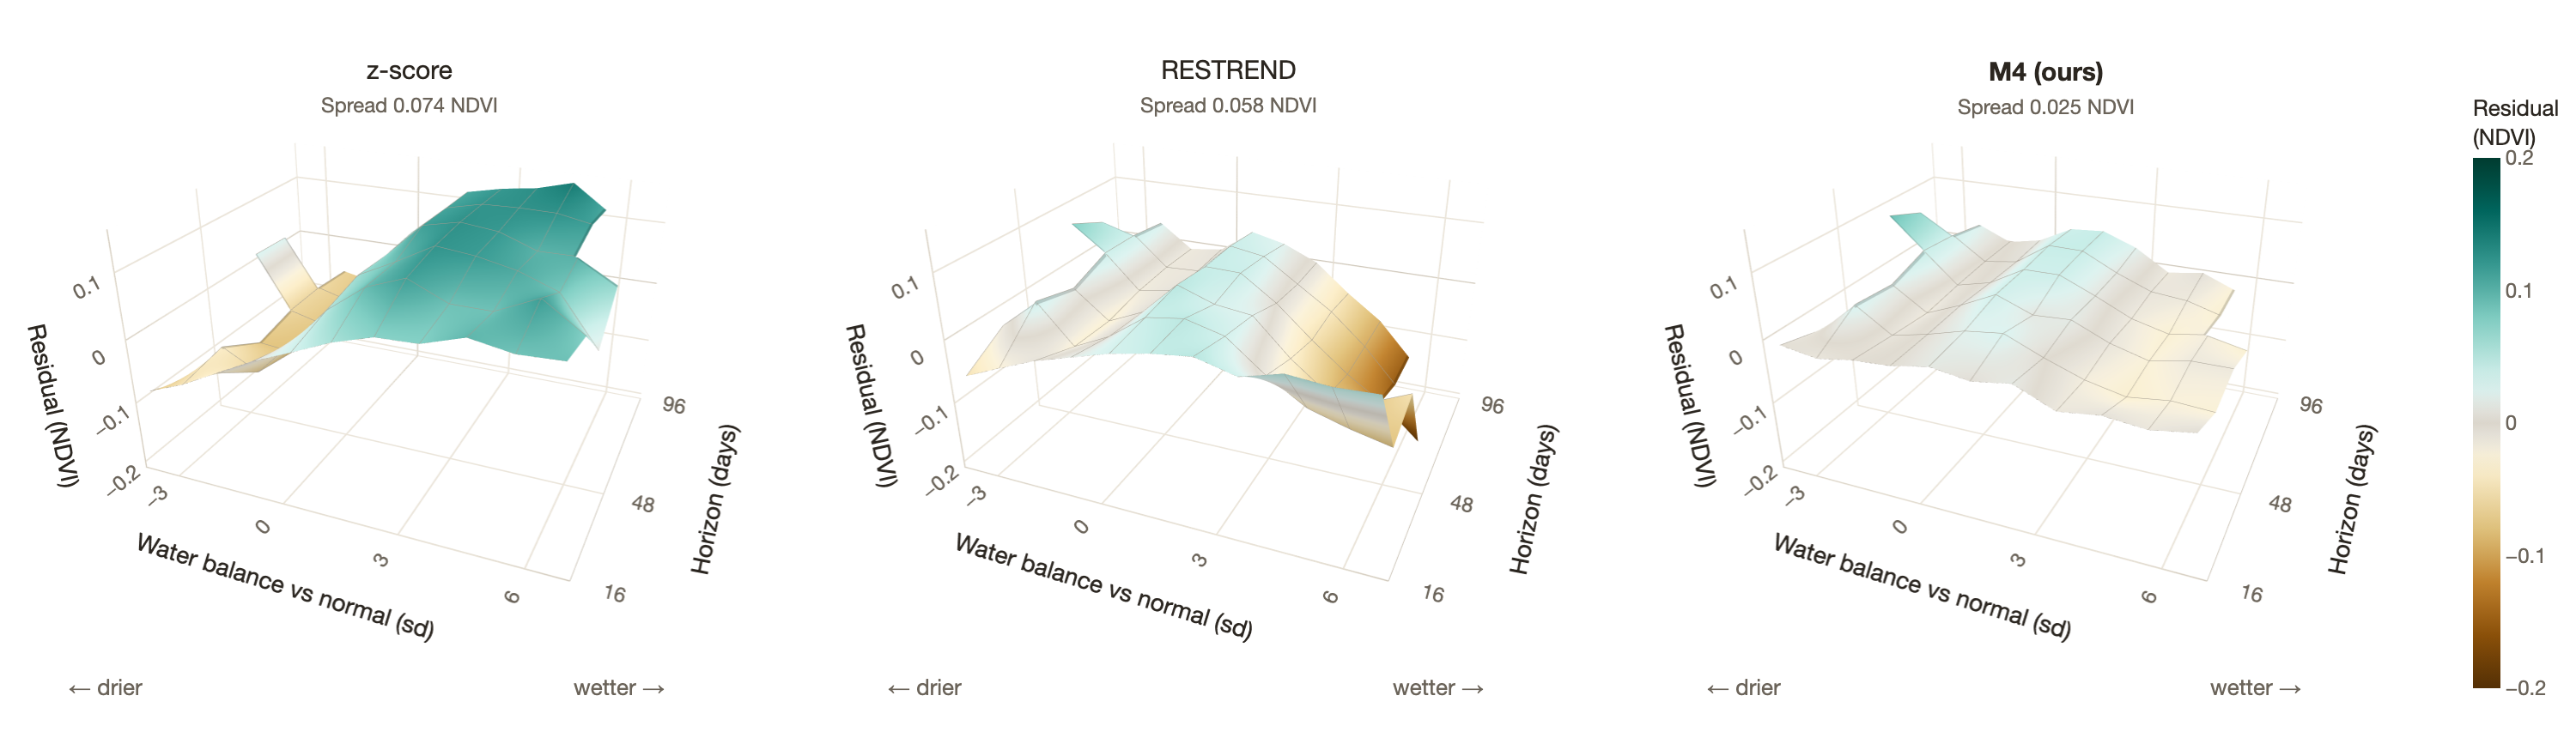 z-score
Spread 0.074 NDVI
0.1
0
−0.1
−0.2
Residual (NDVI)
−3
0
3
6
Water balance vs normal (sd)
96
48
16
Horizon (days)
← drier
wetter →
RESTREND
Spread 0.058 NDVI
0.1
0
−0.1
−0.2
Residual (NDVI)
−3
0
3
6
Water balance vs normal (sd)
96
48
16
Horizon (days)
← drier
wetter →
M4 (ours)
Spread 0.025 NDVI
0.1
0
−0.1
−0.2
Residual (NDVI)
−3
0
3
6
Water balance vs normal (sd)
96
48
16
Horizon (days)
← drier
wetter →
Residual
(NDVI)
0.2
0.1
0
−0.1
−0.2